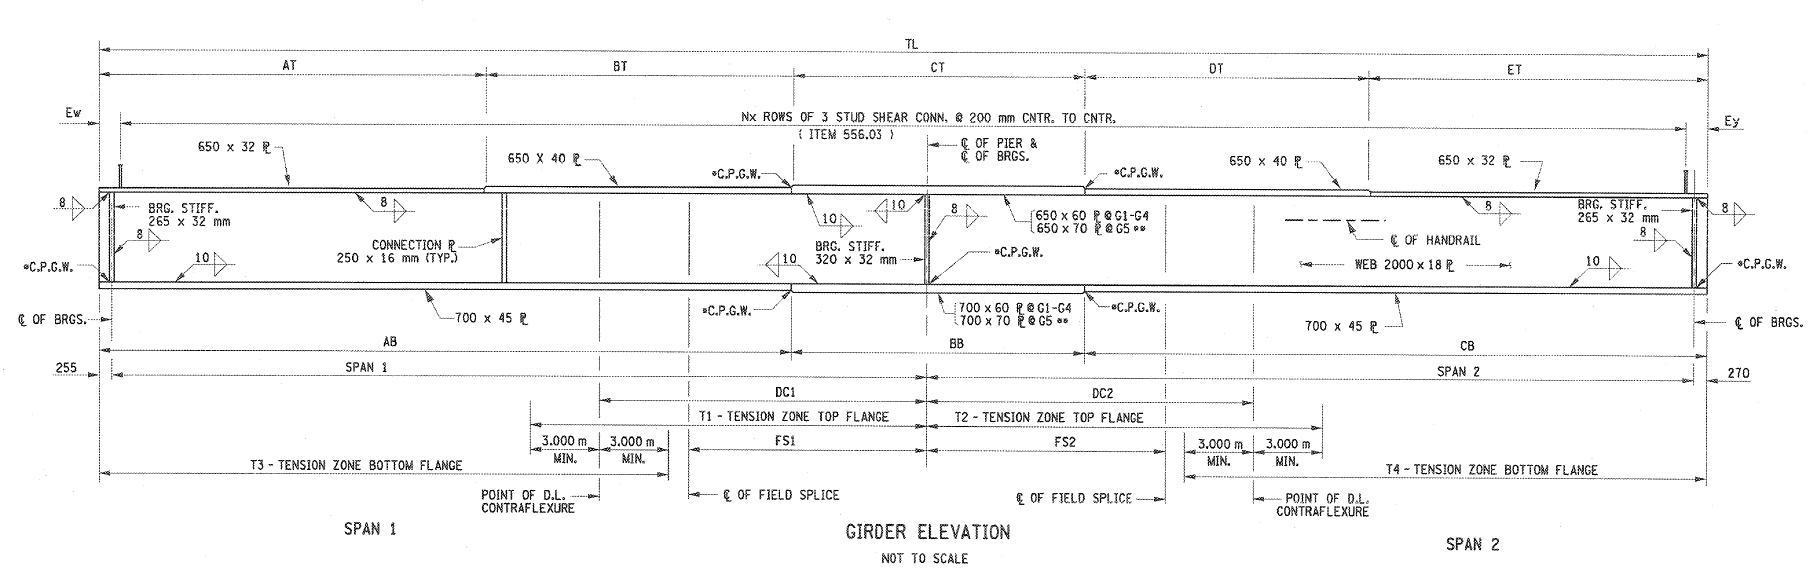 TL
AT
BT
CT
DT
ET
Ew
Nx ROWS OF 3 STUD SHEAR CONN. @ 200 mm CNTR. TO CNTR.
( ITEM 556.03 )
Ey
℄ OF PIER &
℄ OF BRGS.
650 x 32 ℄
650 X 40 ℄
*C.P.G.W.
*C.P.G.W.
650 x 40 ℄
650 x 32 ℄
8
BRG. STIFF.
265 x 32 mm
8
8
CONNECTION ℄
250 x 16 mm (TYP.)
10
10
BRG. STIFF.
320 x 32 mm
8
650 x 60 ℄ @ G1-G4
650 x 70 ℄ @ G5 **
*C.P.G.W.
℄ OF HANDRAIL
WEB 2000 x 18 ℄
8
BRG. STIFF.
265 x 32 mm
8
8
*C.P.G.W.
10
10
10
*C.P.G.W.
℄ OF BRGS.
700 x 45 ℄
*C.P.G.W.
700 x 60 ℄ @ G1-G4
700 x 70 ℄ @ G5 **
*C.P.G.W.
700 x 45 ℄
℄ OF BRGS.
AB
BB
CB
255
SPAN 1
SPAN 2
270
DC1
DC2
T1 - TENSION ZONE TOP FLANGE
T2 - TENSION ZONE TOP FLANGE
3.000 m
MIN.
3.000 m
MIN.
FS1
FS2
3.000 m
MIN.
3.000 m
MIN.
T3 - TENSION ZONE BOTTOM FLANGE
T4 - TENSION ZONE BOTTOM FLANGE
POINT OF D.L.
CONTRAFLEXURE
℄ OF FIELD SPLICE
℄ OF FIELD SPLICE
POINT OF D.L.
CONTRAFLEXURE
SPAN 1
GIRDER ELEVATION
NOT TO SCALE
SPAN 2